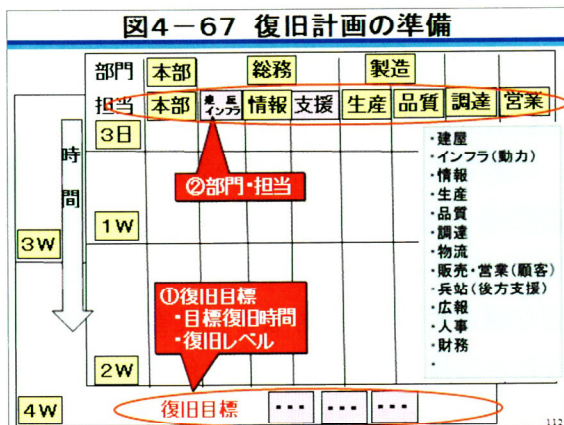 図4－67 復旧計画の準備
部門 本部 総務 製造
担当 本部 建屋 インフラ 情報 支援 生産 品質 調達 営業
3日
時間
②部門・担当
1W
3W
①復旧目標
・目標復旧時間
・復旧レベル
2W
4W
復旧目標 ・・・ ・・・ ・・・
・建屋
・インフラ(動力)
・情報
・生産
・品質
・調達
・物流
・販売・営業(顧客)
・兵站(後方支援)
・広報
・人事
・財務
・
112